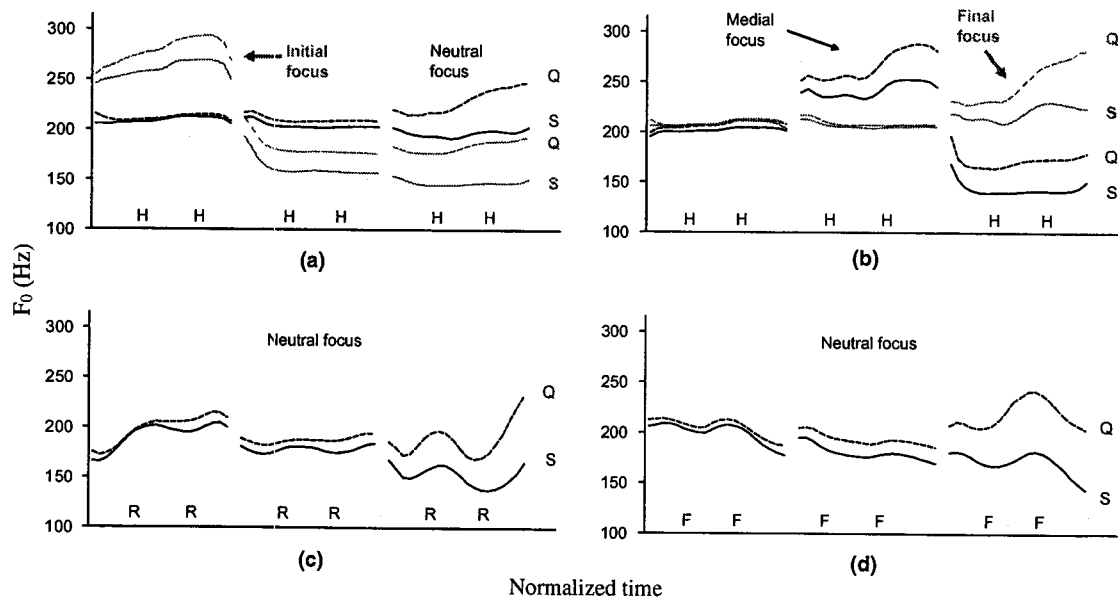 300
250
200
150
100
Initial
focus
Neutral
focus
Q
S
Q
S
H H H H H H
(a)
300
250
200
150
100
Medial
focus
Final
focus
Q
S
Q
S
H H H H H H
(b)
F0 (Hz)
300
250
200
150
100
Neutral focus
Q
S
R R R R R R
(c)
300
250
200
150
100
Neutral focus
Q
S
F F F F F F
(d)
Normalized time